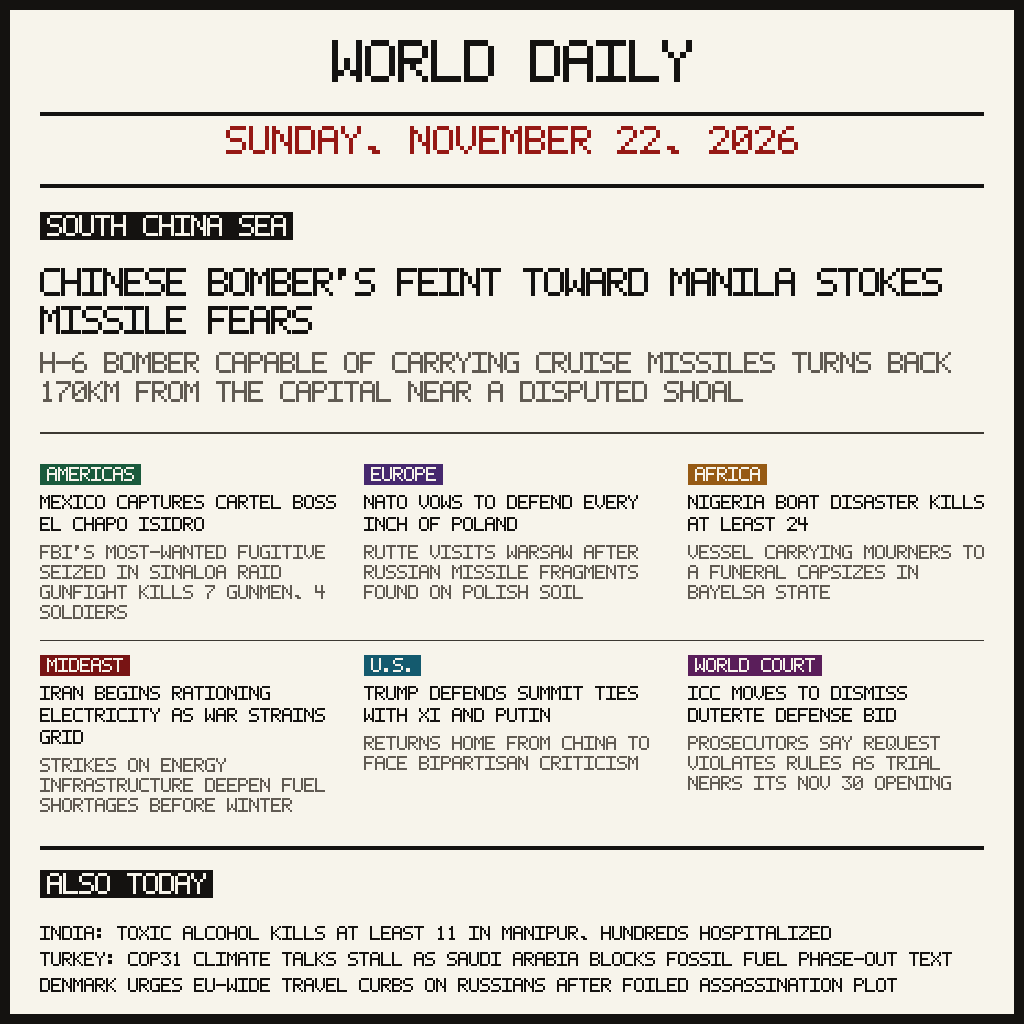 WORLD DAILY
SUNDAY, NOVEMBER 22, 2026
SOUTH CHINA SEA
CHINESE BOMBER'S FEINT TOWARD MANILA STOKES
MISSILE FEARS
H-6 BOMBER CAPABLE OF CARRYING CRUISE MISSILES TURNS BACK
170KM FROM THE CAPITAL NEAR A DISPUTED SHOAL
AMERICAS
MEXICO CAPTURES CARTEL BOSS
EL CHAPO ISIDRO
FBI'S MOST-WANTED FUGITIVE
SEIZED IN SINALOA RAID
GUNFIGHT KILLS 7 GUNMEN, 4
SOLDIERS
EUROPE
NATO VOWS TO DEFEND EVERY
INCH OF POLAND
RUTTE VISITS WARSAW AFTER
RUSSIAN MISSILE FRAGMENTS
FOUND ON POLISH SOIL
AFRICA
NIGERIA BOAT DISASTER KILLS
AT LEAST 24
VESSEL CARRYING MOURNERS TO
A FUNERAL CAPSIZES IN
BAYELSA STATE
MIDEAST
IRAN BEGINS RATIONING
ELECTRICITY AS WAR STRAINS
GRID
STRIKES ON ENERGY
INFRASTRUCTURE DEEPEN FUEL
SHORTAGES BEFORE WINTER
U.S.
TRUMP DEFENDS SUMMIT TIES
WITH XI AND PUTIN
RETURNS HOME FROM CHINA TO
FACE BIPARTISAN CRITICISM
WORLD COURT
ICC MOVES TO DISMISS
DUTERTE DEFENSE BID
PROSECUTORS SAY REQUEST
VIOLATES RULES AS TRIAL
NEARS ITS NOV 30 OPENING
ALSO TODAY
INDIA: TOXIC ALCOHOL KILLS AT LEAST 11 IN MANIPUR, HUNDREDS HOSPITALIZED
TURKEY: COP31 CLIMATE TALKS STALL AS SAUDI ARABIA BLOCKS FOSSIL FUEL PHASE-OUT TEXT
DENMARK URGES EU-WIDE TRAVEL CURBS ON RUSSIANS AFTER FOILED ASSASSINATION PLOT